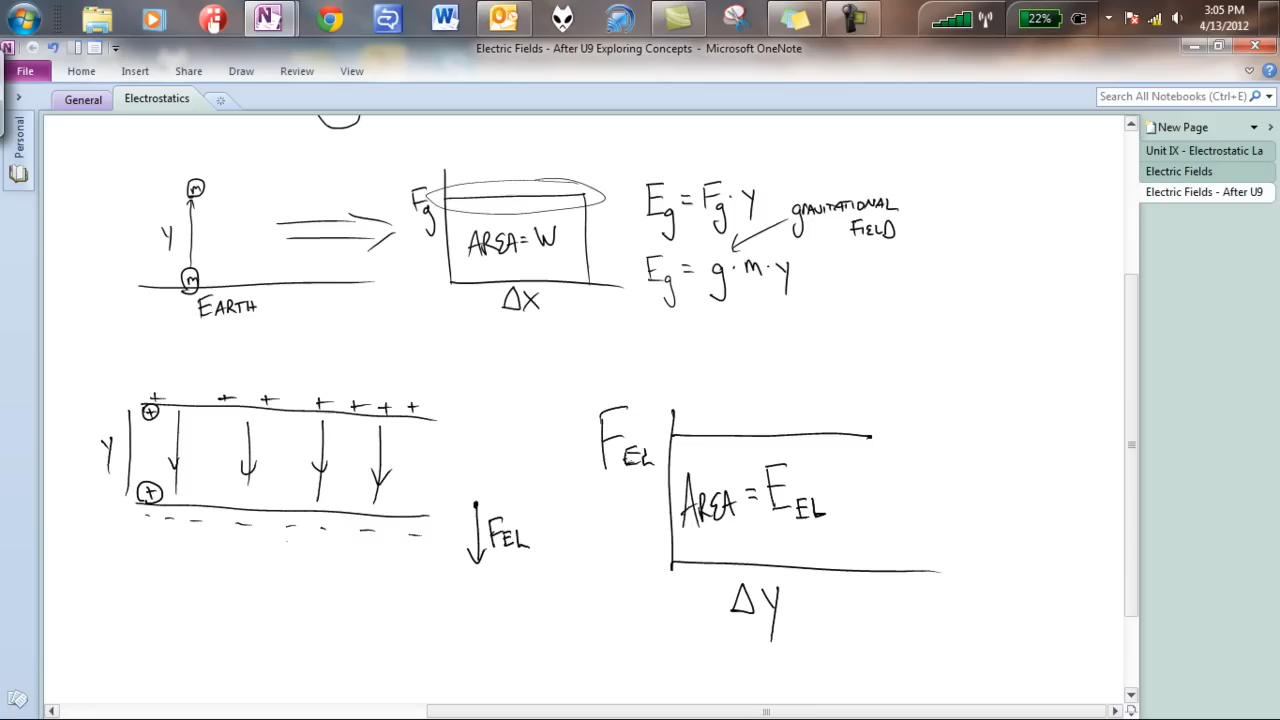 3:05 PM
22%
4/13/2012
Electric Fields - After U9 Exploring Concepts - Microsoft OneNote
File Home Insert Share Draw Review View
General Electrostatics
Search All Notebooks (Ctrl+E)
Personal
New Page
Unit IX - Electrostatic La
Electric Fields
Electric Fields - After U9
m
Y
m
EARTH
Fg
AREA = W
ΔX
Eg = Fg · y
GRAVITATIONAL
FIELD
Eg = g · m · y
+ + + + + + +
+
Y
+
- - - - - - -
FEL
FEL
AREA = EEL
ΔY